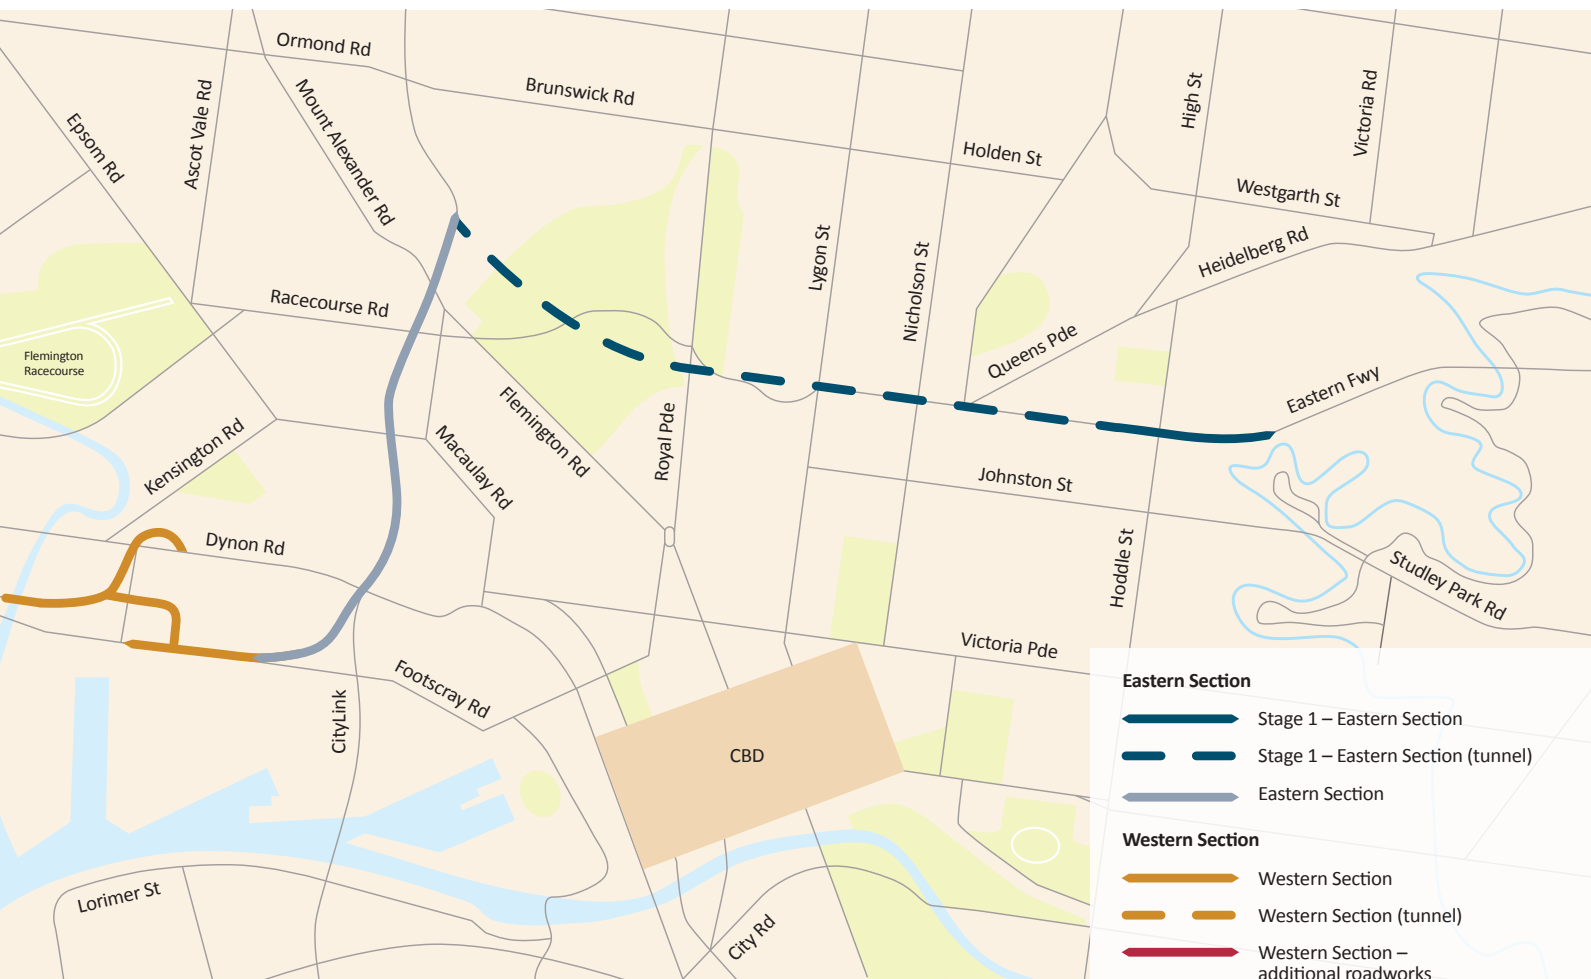 Ormond Rd
Brunswick Rd
Ascot Vale Rd
Mount Alexander Rd
Epsom Rd
High St
Victoria Rd
Holden St
Westgarth St
Heidelberg Rd
Lygon St
Nicholson St
Racecourse Rd
Queens Pde
Flemington
Racecourse
Eastern Fwy
Kensington Rd
Macaulay Rd
Flemington Rd
Royal Pde
Johnston St
Dynon Rd
Hoddle St
Studley Park Rd
Victoria Pde
Footscray Rd
CityLink
CBD
Lorimer St
City Rd
Eastern Section
Stage 1 – Eastern Section
Stage 1 – Eastern Section (tunnel)
Eastern Section
Western Section
Western Section
Western Section (tunnel)
Western Section –
additional roadworks